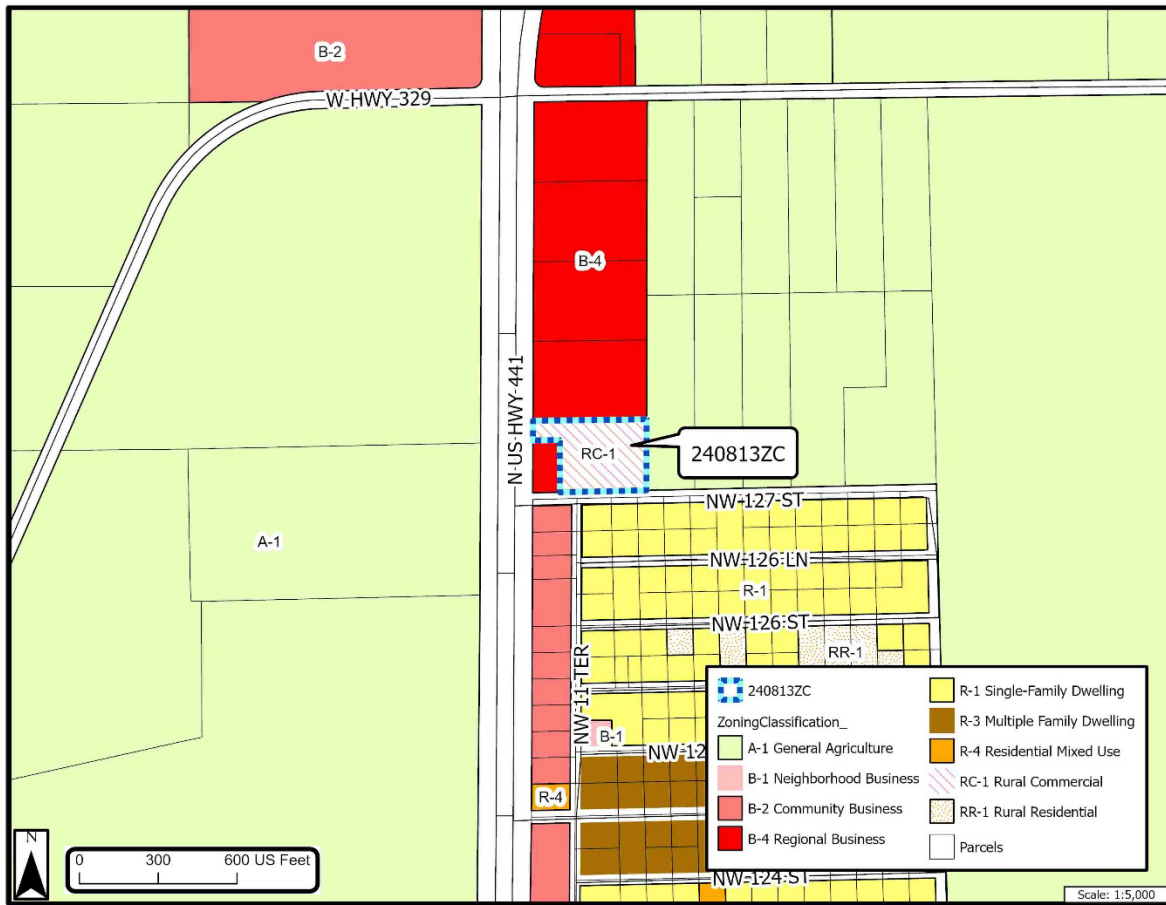 B-2
W HWY 329
B-4
N US HWY 441
RC-1
240813ZC
NW 127 ST
A-1
NW 126 LN
R-1
NW 126 ST
RR-1
NW 11 TER
B-1
NW 12
R-4
NW 124 ST
240813ZC
ZoningClassification_
A-1 General Agriculture
B-1 Neighborhood Business
B-2 Community Business
B-4 Regional Business
R-1 Single-Family Dwelling
R-3 Multiple Family Dwelling
R-4 Residential Mixed Use
RC-1 Rural Commercial
RR-1 Rural Residential
Parcels
N
0 300 600 US Feet
Scale: 1:5,000